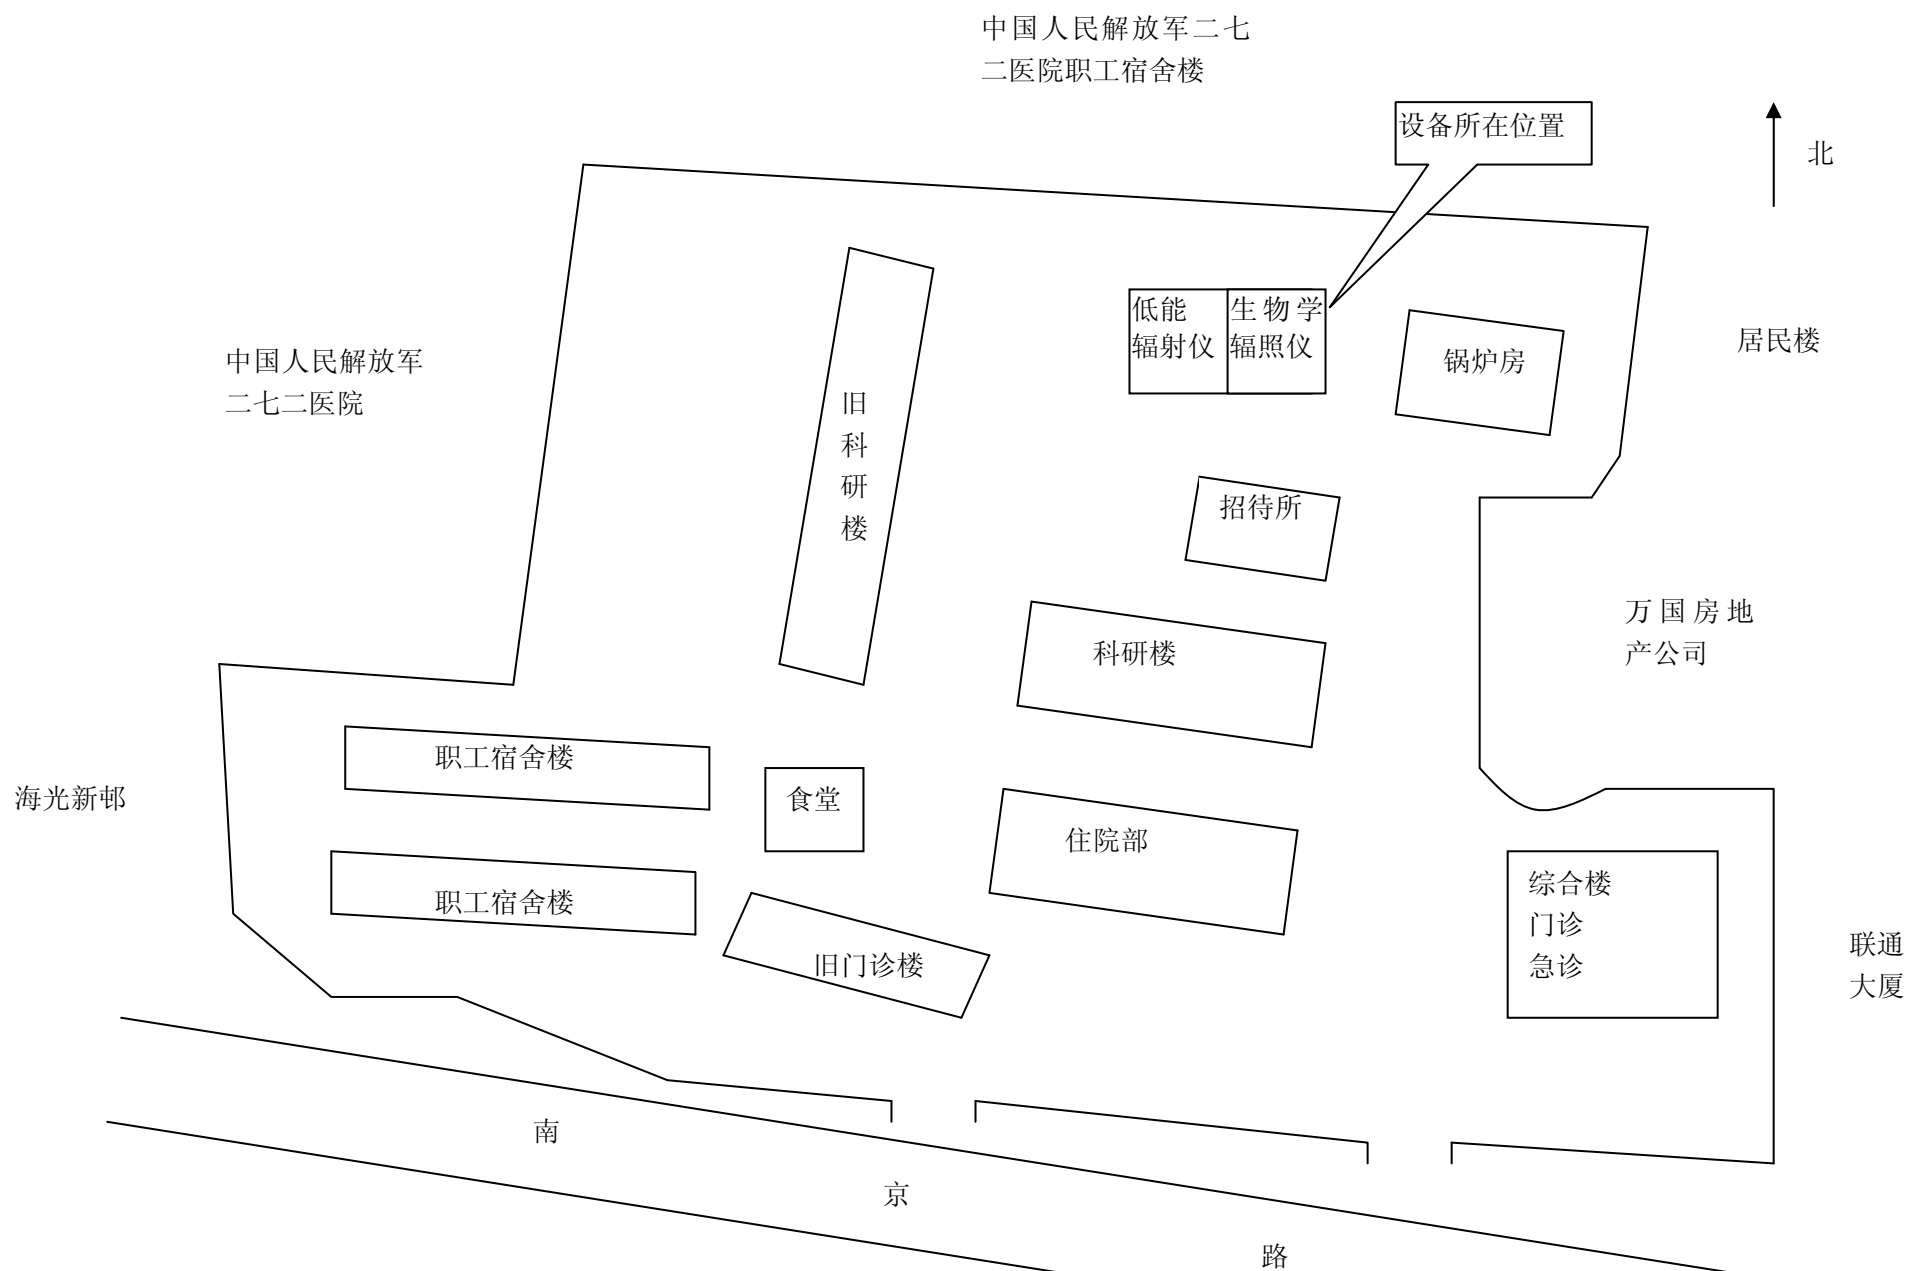 中国人民解放军二七
二医院职工宿舍楼
设备所在位置
北
低能
辐射仪
生物学
辐照仪
锅炉房
居民楼
中国人民解放军
二七二医院
旧
科
研
楼
招待所
万国房地
产公司
科研楼
职工宿舍楼
海光新邨
食堂
住院部
综合楼
门诊
急诊
职工宿舍楼
旧门诊楼
联通
大厦
南
京
路